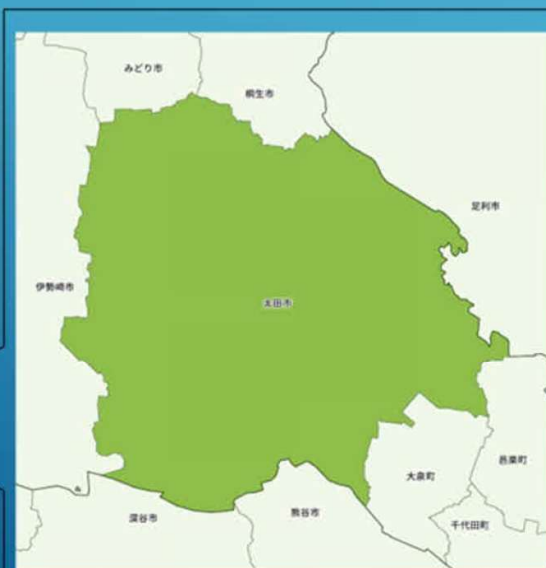 みどり市
桐生市
足利市
伊勢崎市
太田市
大泉町
邑楽町
深谷市
熊谷市
千代田町